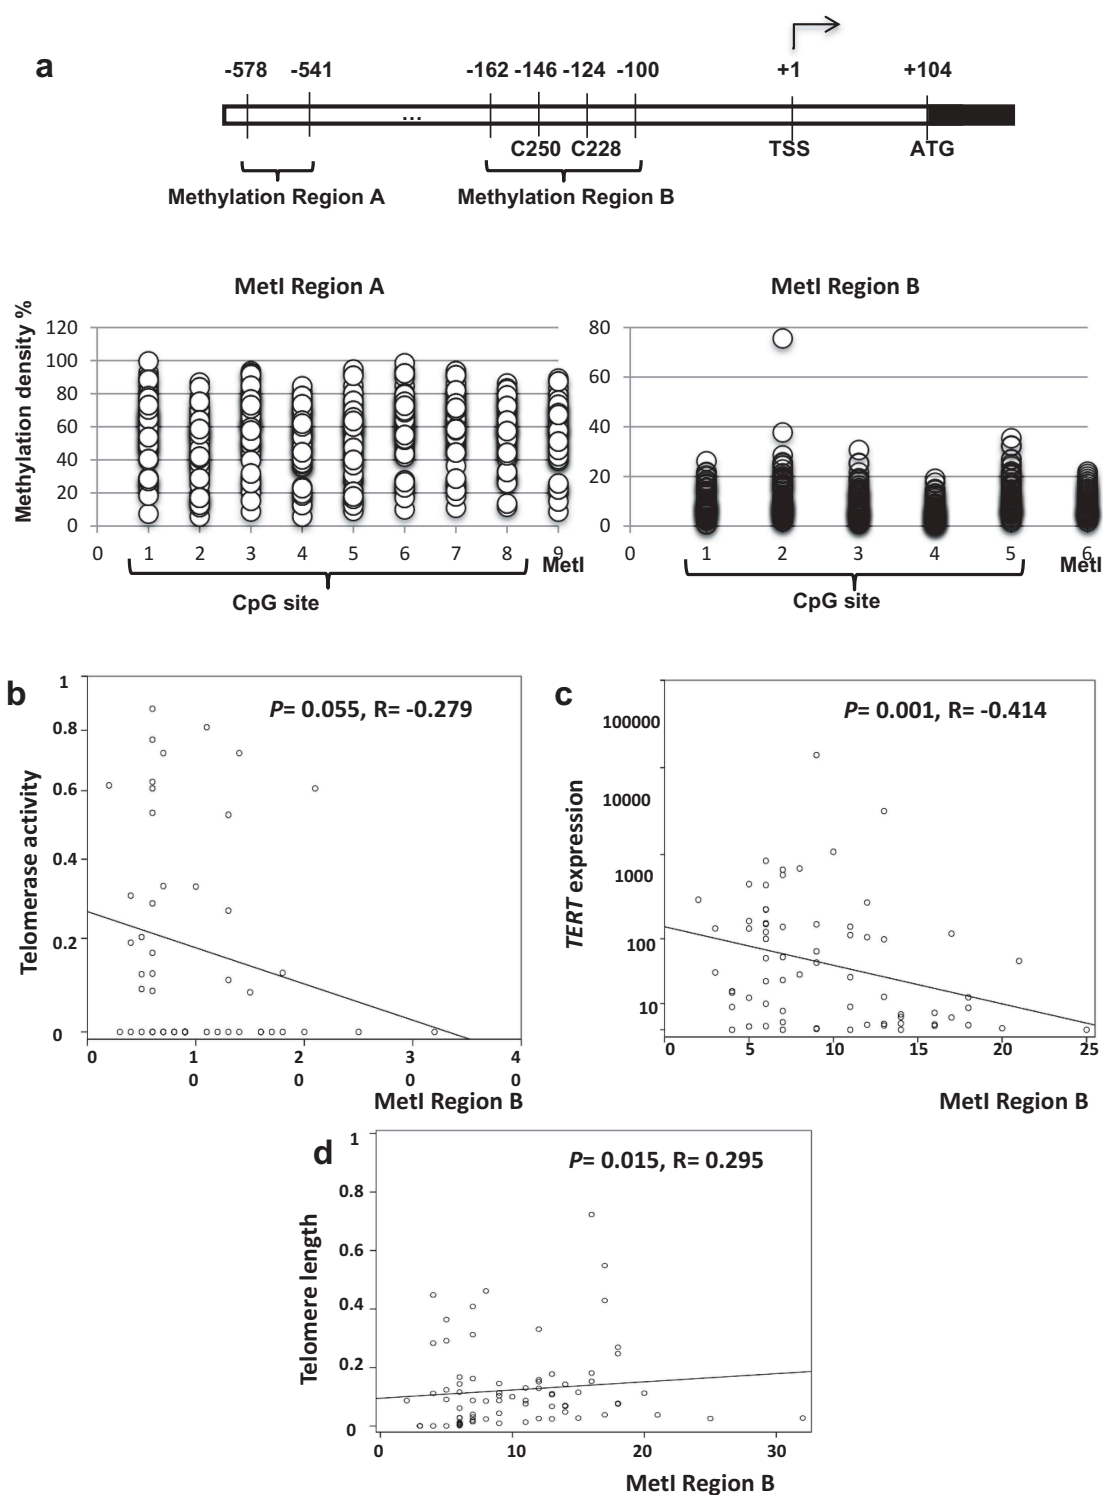 a
-578 -541 -162 -146 -124 -100 +1 +104
...
C250 C228 TSS ATG
Methylation Region A Methylation Region B
MetI Region A MetI Region B
Methylation density %
120
100
80
60
40
20
0
0 1 2 3 4 5 6 7 8 9
MetI
CpG site
80
60
40
20
0
0 1 2 3 4 5 6
MetI
CpG site
b
P= 0.055, R= -0.279
Telomerase activity
1
0.8
0.6
0.4
0.2
0
0 1 2 3 4
0 0 0 0
MetI Region B
c
P= 0.001, R= -0.414
TERT expression
100000
10000
1000
100
10
0 5 10 15 20 25
MetI Region B
d
P= 0.015, R= 0.295
Telomere length
1
0.8
0.6
0.4
0.2
0
0 10 20 30
MetI Region B